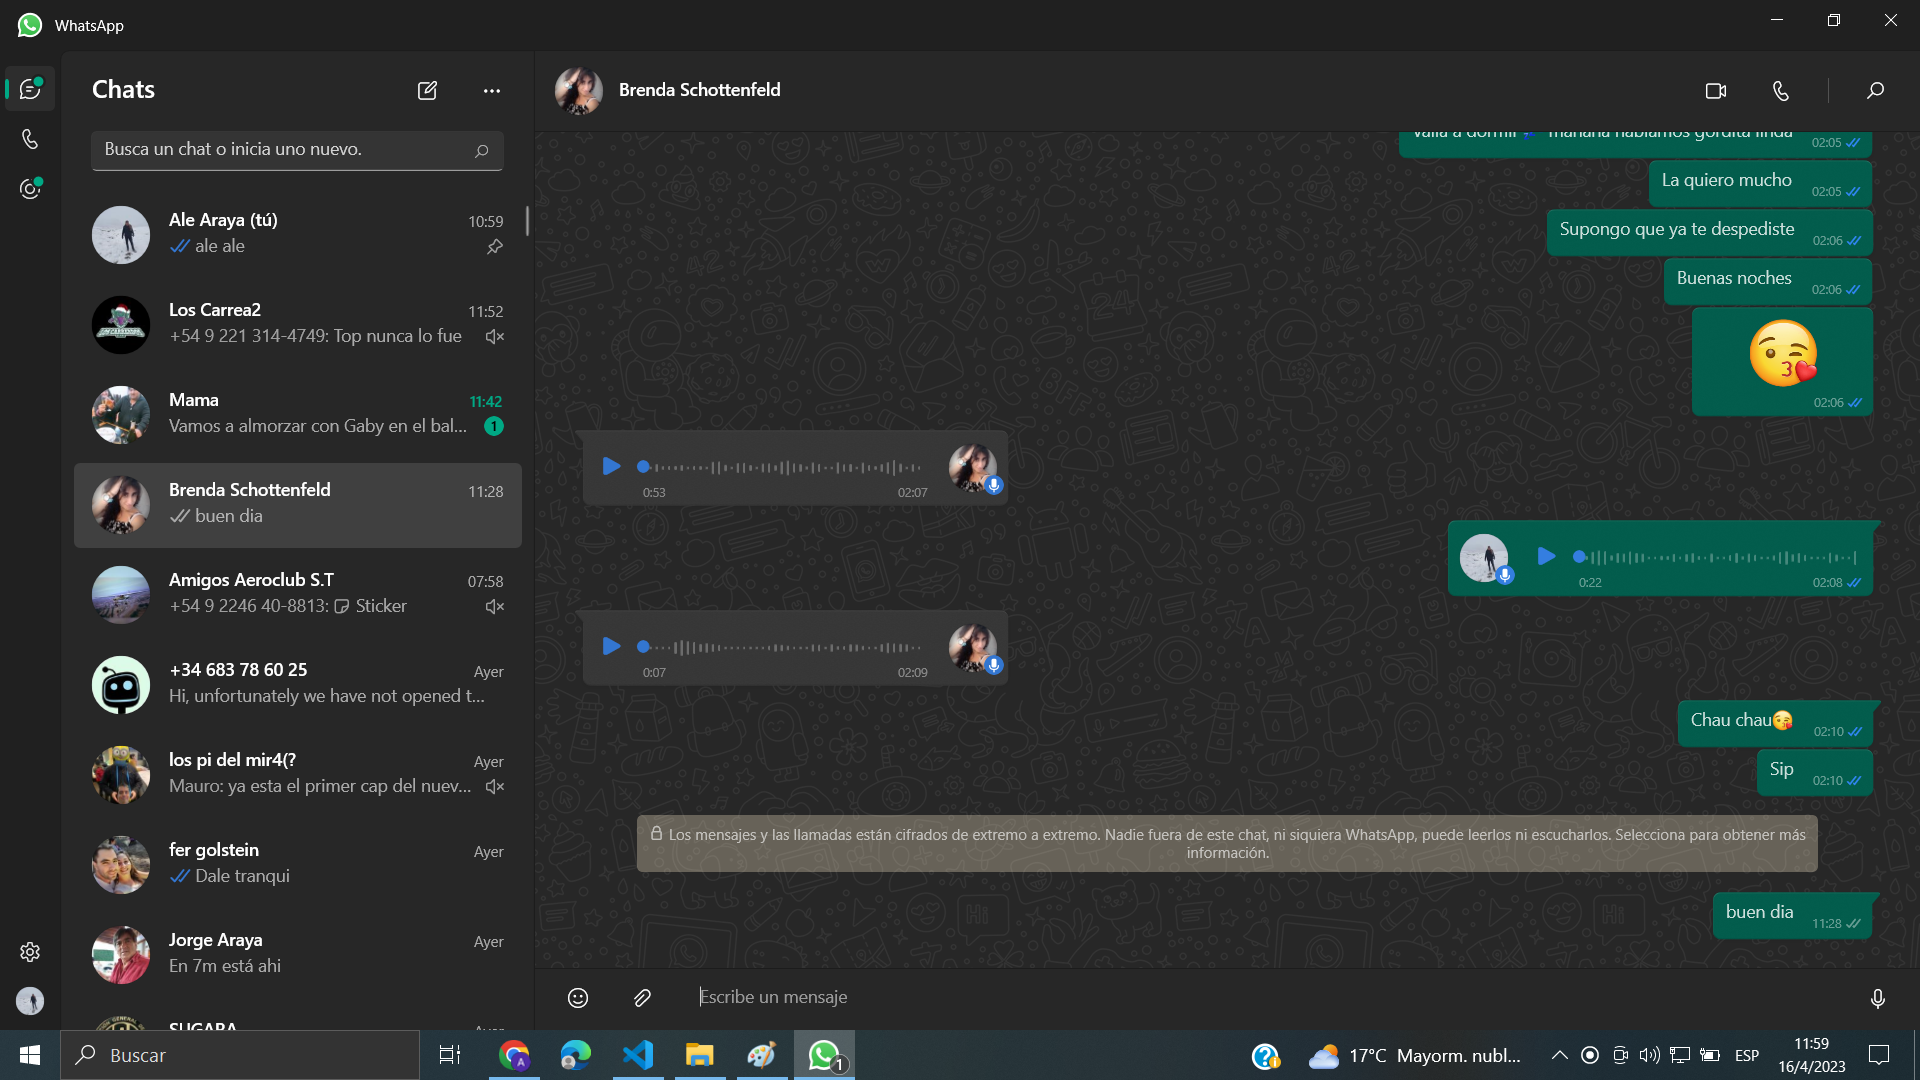 WhatsApp
Chats
Busca un chat o inicia uno nuevo.
Ale Araya (tú)
10:59
ale ale
Los Carrea2
11:52
+54 9 221 314-4749: Top nunca lo fue
Mama
11:42
Vamos a almorzar con Gaby en el bal...
1
Brenda Schottenfeld
11:28
buen dia
Amigos Aeroclub S.T
07:58
+54 9 2246 40-8813: Sticker
+34 683 78 60 25
Ayer
Hi, unfortunately we have not opened t...
los pi del mir4(?
Ayer
Mauro: ya esta el primer cap del nuev...
fer golstein
Ayer
Dale tranqui
Jorge Araya
Ayer
En 7m está ahi
SUGARA
Ayer
Brenda Schottenfeld
Valla a dormir mañana hablamos gordita linda
02:05
La quiero mucho
02:05
Supongo que ya te despediste
02:06
Buenas noches
02:06
02:06
0:53
02:07
0:22
02:08
0:07
02:09
Chau chau
02:10
Sip
02:10
Los mensajes y las llamadas están cifrados de extremo a extremo. Nadie fuera de este chat, ni siquiera WhatsApp, puede leerlos ni escucharlos. Selecciona para obtener más
información.
buen dia
11:28
Escribe un mensaje
Buscar
A
1
17°C Mayorm. nubl...
ESP
11:59
16/4/2023